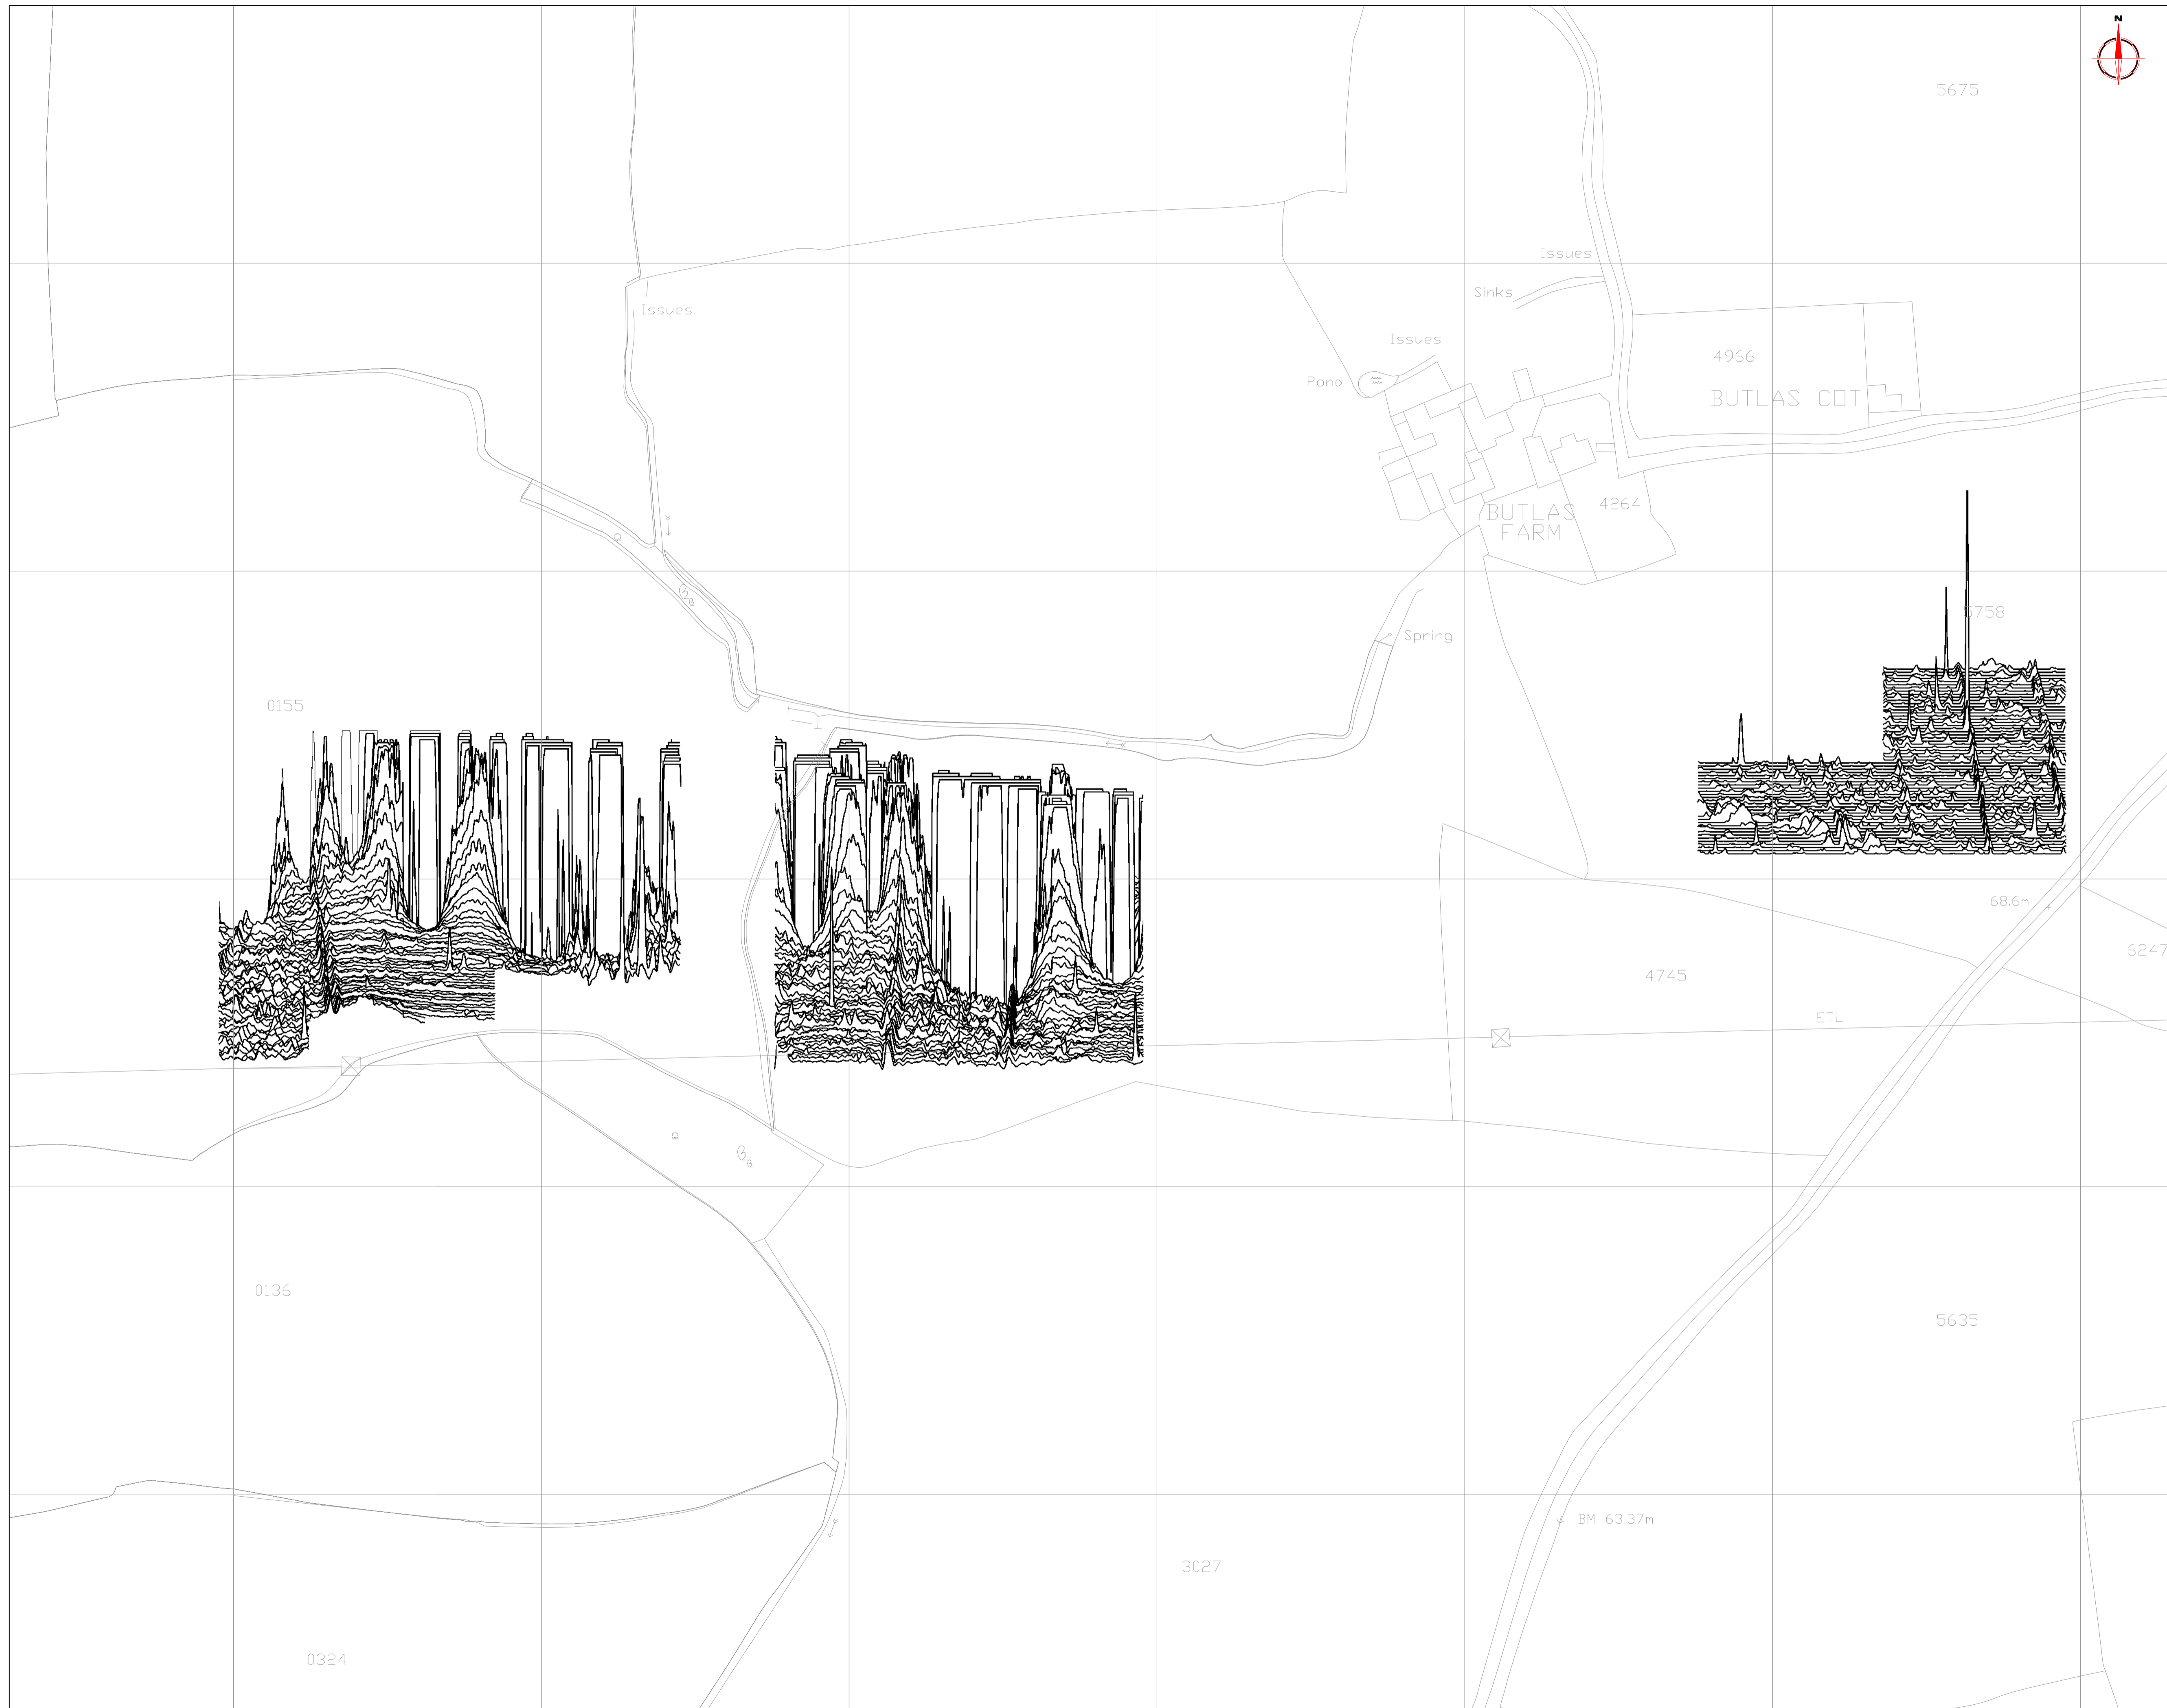 N
5675
Issues
Sinks
Issues
Issues
4966
Pond
BUTLAS COT
4264
BUTLAS
FARM
5758
Spring
0155
68.6m
6247
4745
ETL
0136
5635
BM 63.37m
3027
0324